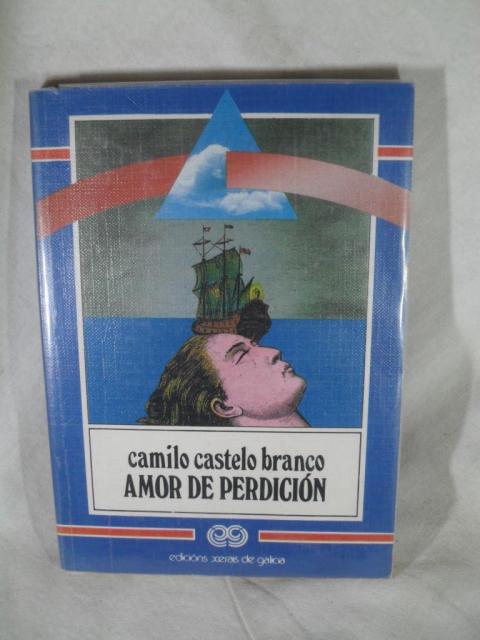 camilo castelo branco
AMOR DE PERDICIÓN
edicións xerais de galicia